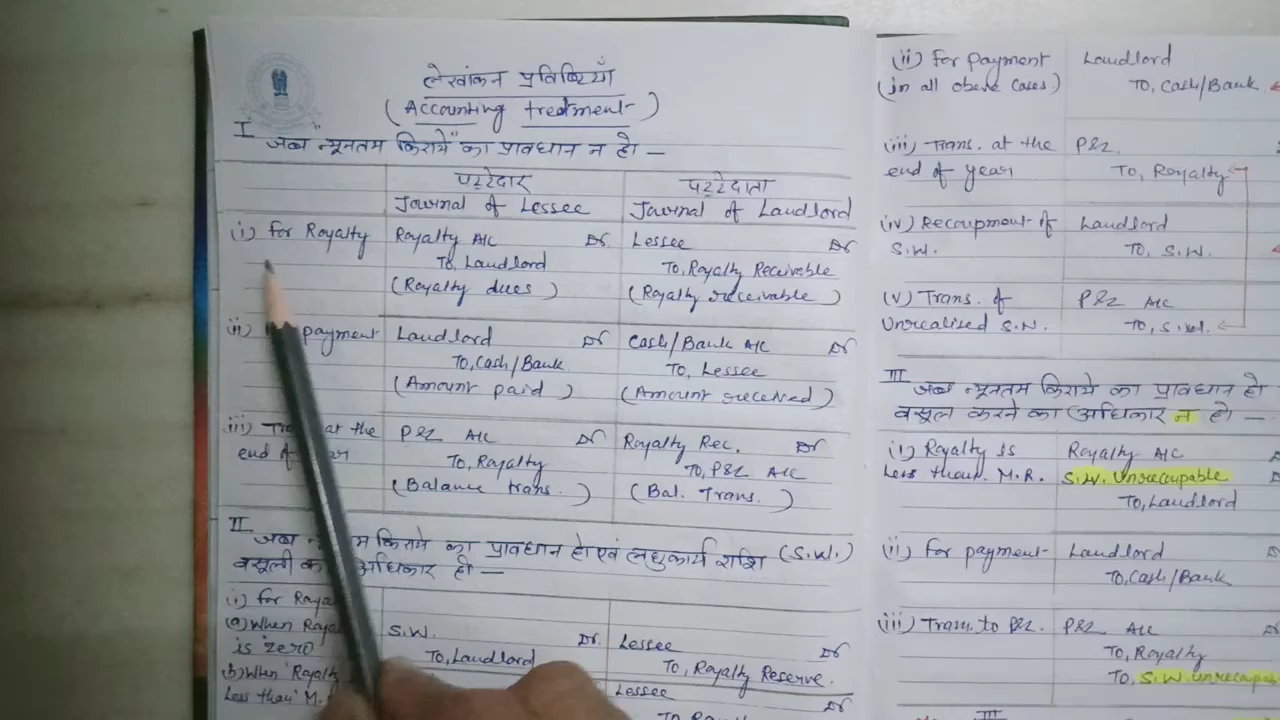 लेखांकन प्रविष्टियाँ
(Accounting treatment)
I जब "न्यूनतम किराये" का प्रावधान न हो —
पट्टेदार पट्टेदाता
Journal of Lessee Journal of Landlord
(i) For Royalty Royalty A/C Dr Lessee Dr
To, Landlord To, Royalty Receivable
(Royalty dues) (Royalty receivable)
(ii) payment Landlord Dr Cash/Bank A/C Dr
To, Cash/Bank To, Lessee
(Amount paid) (Amount received)
(iii) at the P&L A/C Dr Royalty Rec. Dr
end of To, Royalty To, P&L A/C
(Balance trans.) (Bal. Trans.)
II जब किराये का प्रावधान हो एवं लघुकार्य राशि (S.W.)
वसूली का अधिकार हो —
(i) For
(a) When
is zero S.W. Dr. Lessee Dr
To, Landlord To, Royalty Reserve.
(b) When Royalty Lessee Dr
Less than
(ii) For Payment Landlord
(in all above cases) To, Cash/Bank
(iii) Trans. at the P&L
end of year To, Royalty
(iv) Recoupment of Landlord
S.W. To, S.W.
(v) Trans. of P&L A/C
Unrealised S.W. To, S.W.
III जब न्यूनतम किराये का प्रावधान हो
वसूल करने का अधिकार न हो —
(i) Royalty is Royalty A/C
Less than. M.R. S.W. Unrecoupable
To, Landlord
(ii) For payment Landlord
To, Cash/Bank
(iii) Tran. to P&L. P&L A/C
To, Royalty
To, S.W unrecoupa
III